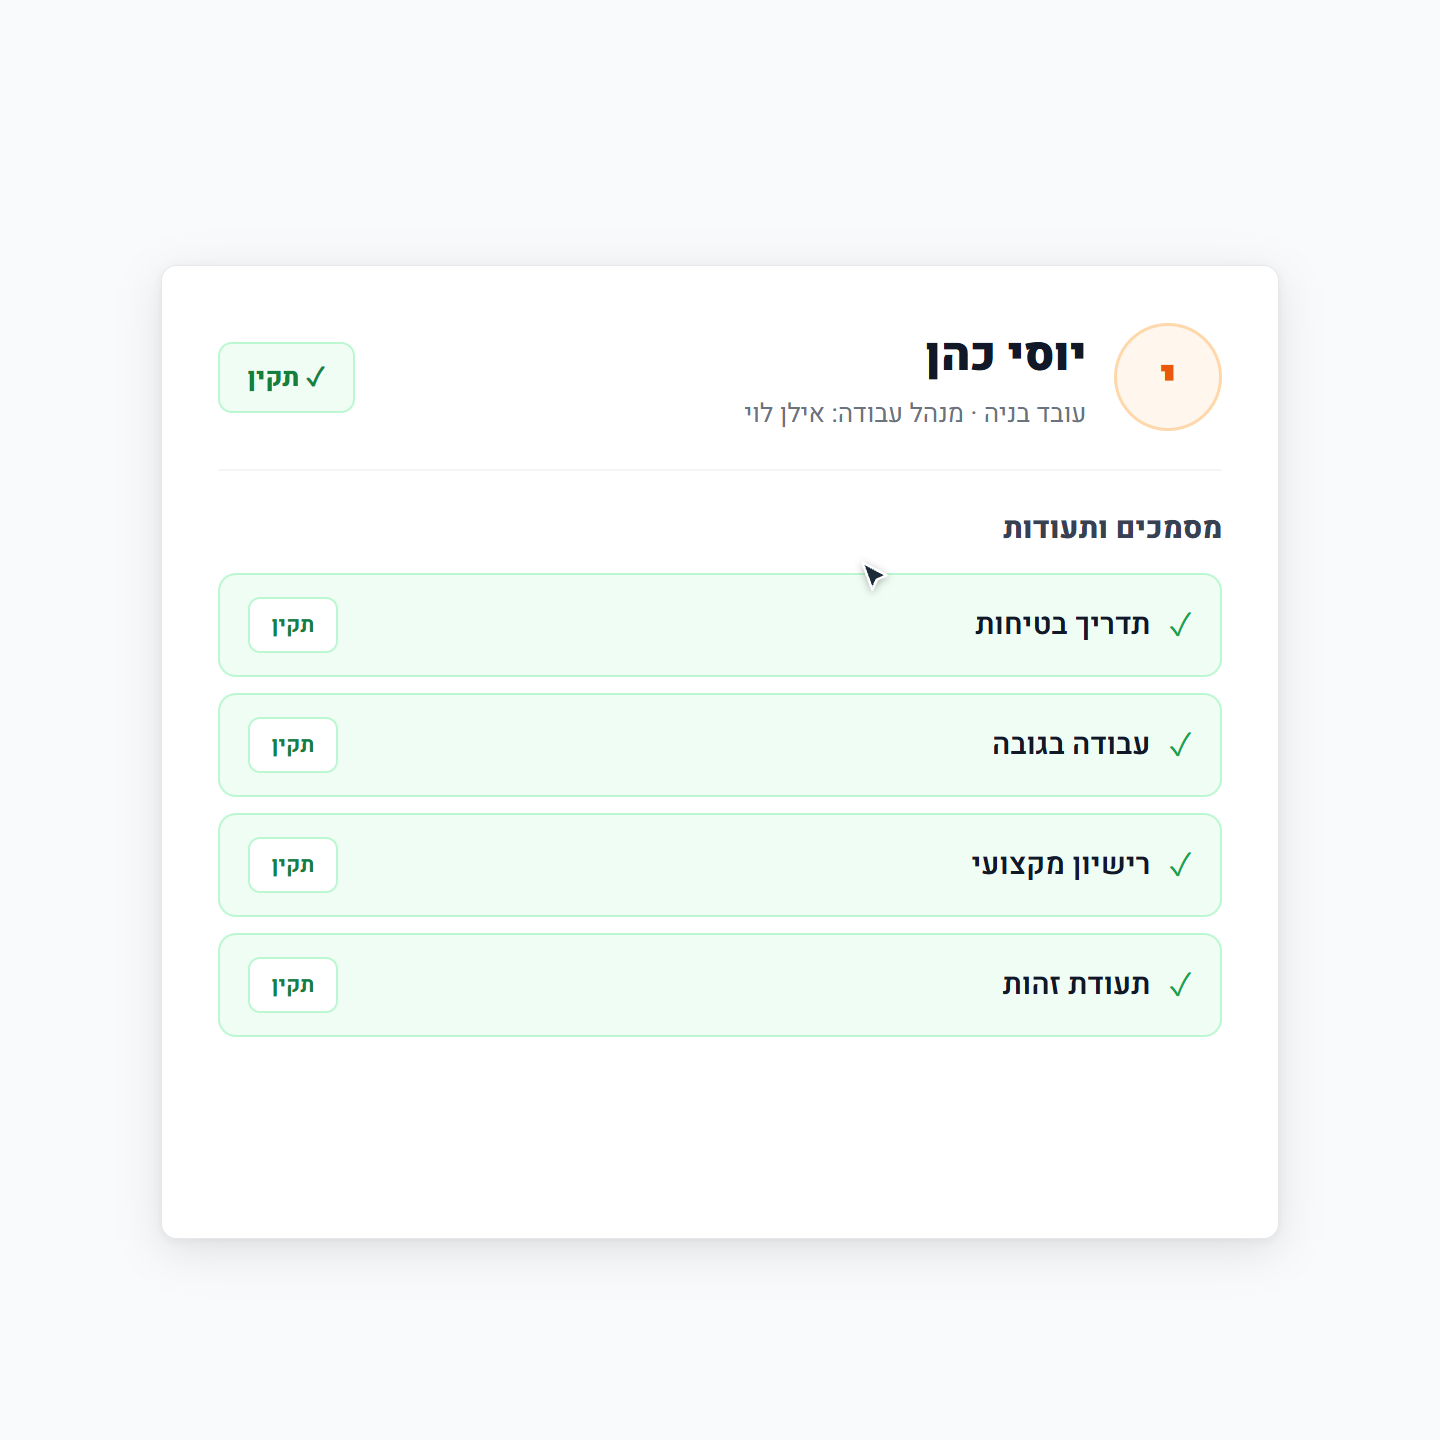 י
יוסי כהן
עובד בניה · מנהל עבודה: אילן לוי
✓ תקין
מסמכים ותעודות
✓ תדריך בטיחות תקין
✓ עבודה בגובה תקין
✓ רישיון מקצועי תקין
✓ תעודת זהות תקין